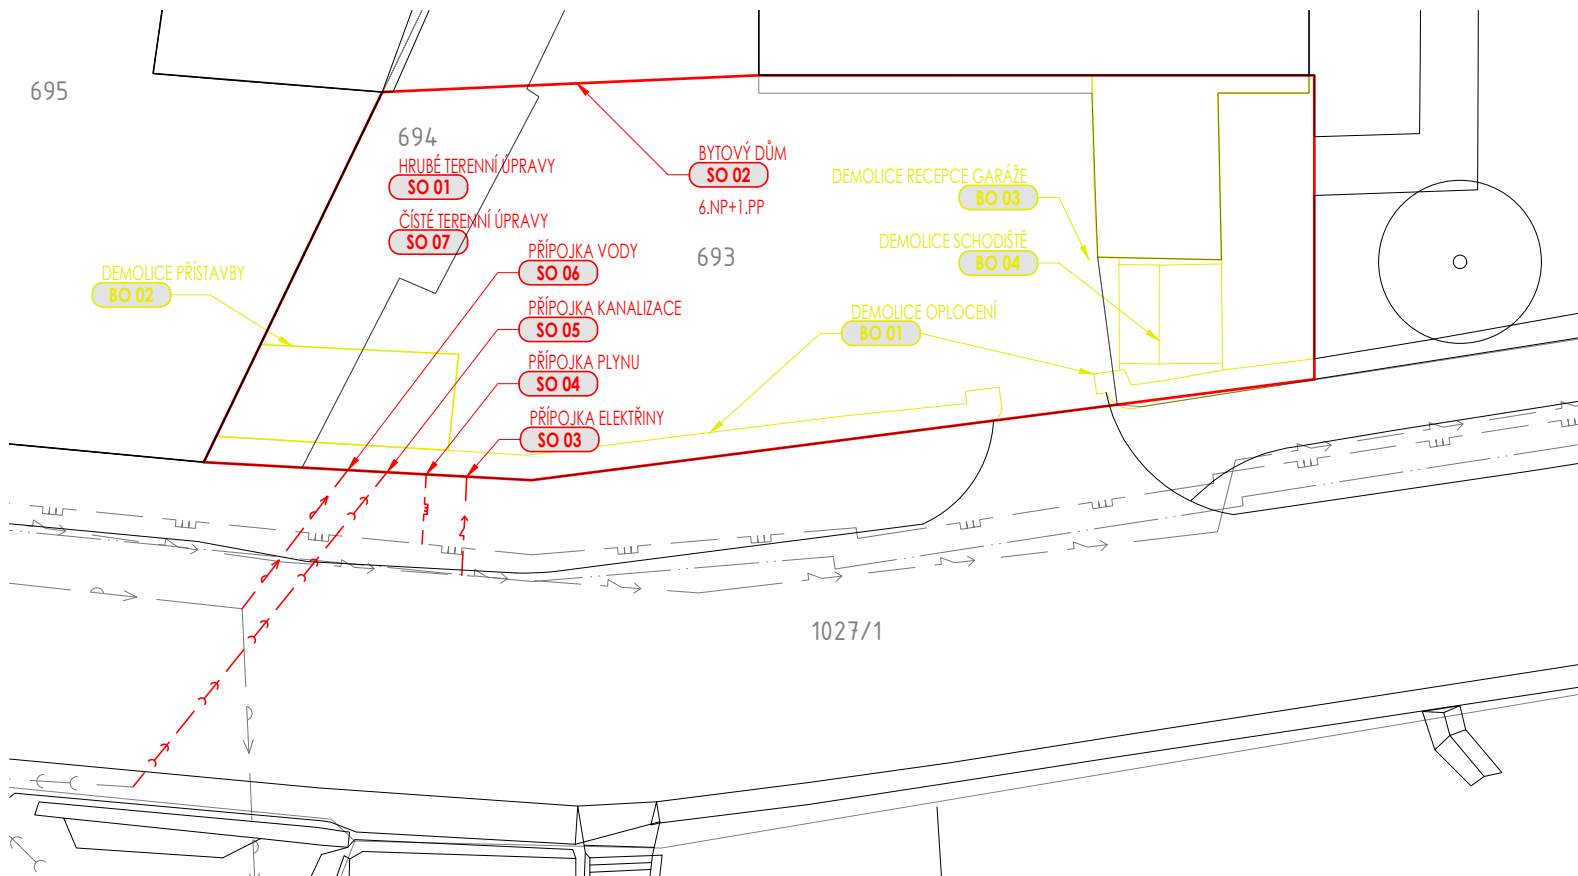 695
694
HRUBÉ TERENNÍ ÚPRAVY
SO 01
ČÍSTÉ TERENNÍ ÚPRAVY
SO 07
BYTOVÝ DŮM
SO 02
6.NP+1.PP
693
DEMOLICE RECEPCE GARÁŽE
BO 03
DEMOLICE SCHODIŠTĚ
BO 04
DEMOLICE PŘÍSTAVBY
BO 02
PŘÍPOJKA VODY
SO 06
PŘÍPOJKA KANALIZACE
SO 05
PŘÍPOJKA PLYNU
SO 04
PŘÍPOJKA ELEKTŘINY
SO 03
DEMOLICE OPLOCENÍ
BO 01
1027/1